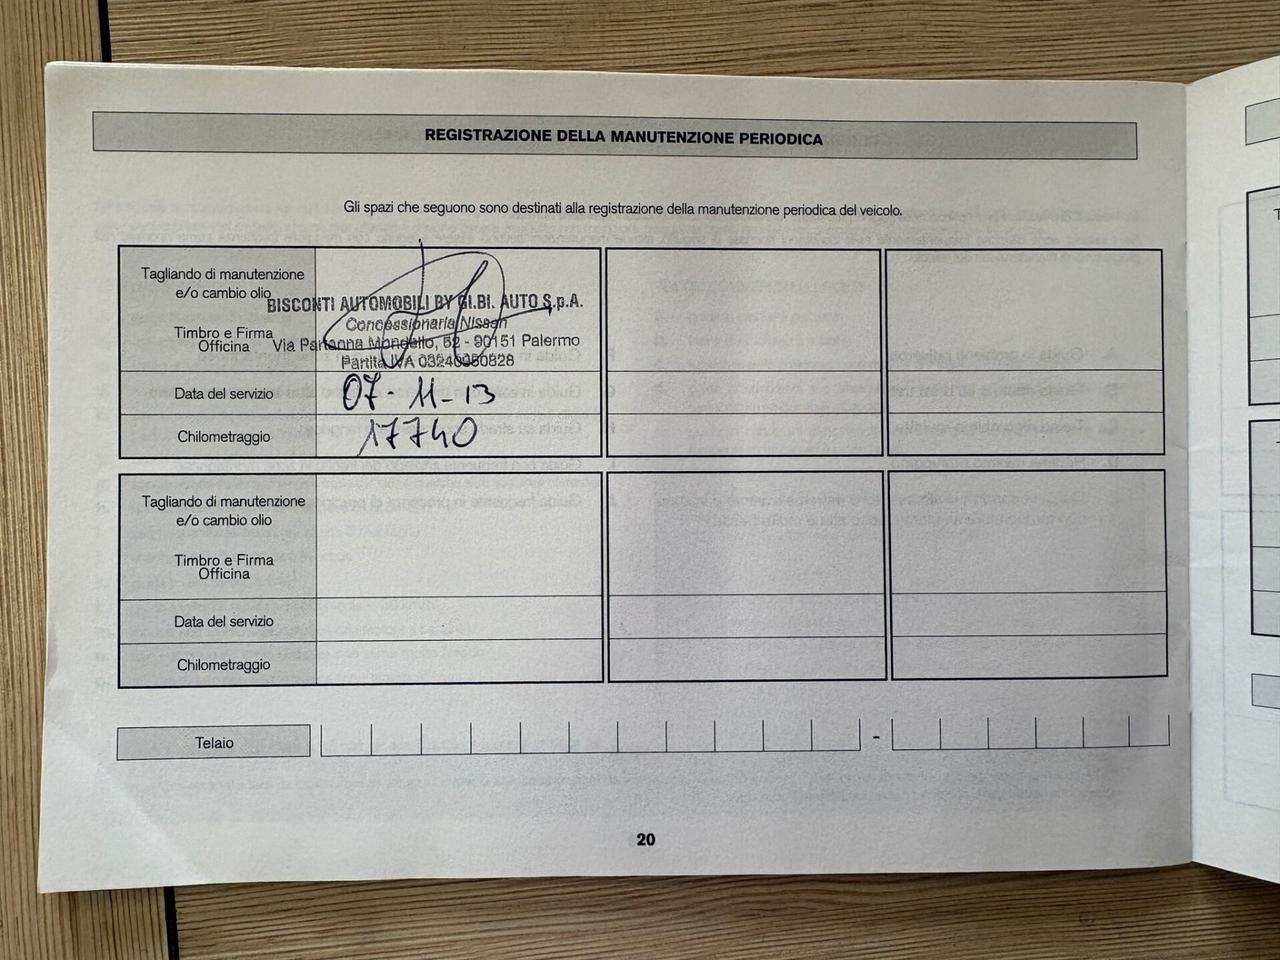 REGISTRAZIONE DELLA MANUTENZIONE PERIODICA
Gli spazi che seguono sono destinati alla registrazione della manutenzione periodica del veicolo.
Tagliando di manutenzione
e/o cambio olio
Timbro e Firma
Officina
BISCONTI AUTOMOBILI BY GI.BI. AUTO S.p.A.
Concessionaria Nissan
Via Partanna Mondello, 52 - 90151 Palermo
Partita IVA
Data del servizio
07-11-13
Chilometraggio
17740
Tagliando di manutenzione
e/o cambio olio
Timbro e Firma
Officina
Data del servizio
Chilometraggio
Telaio
-
20